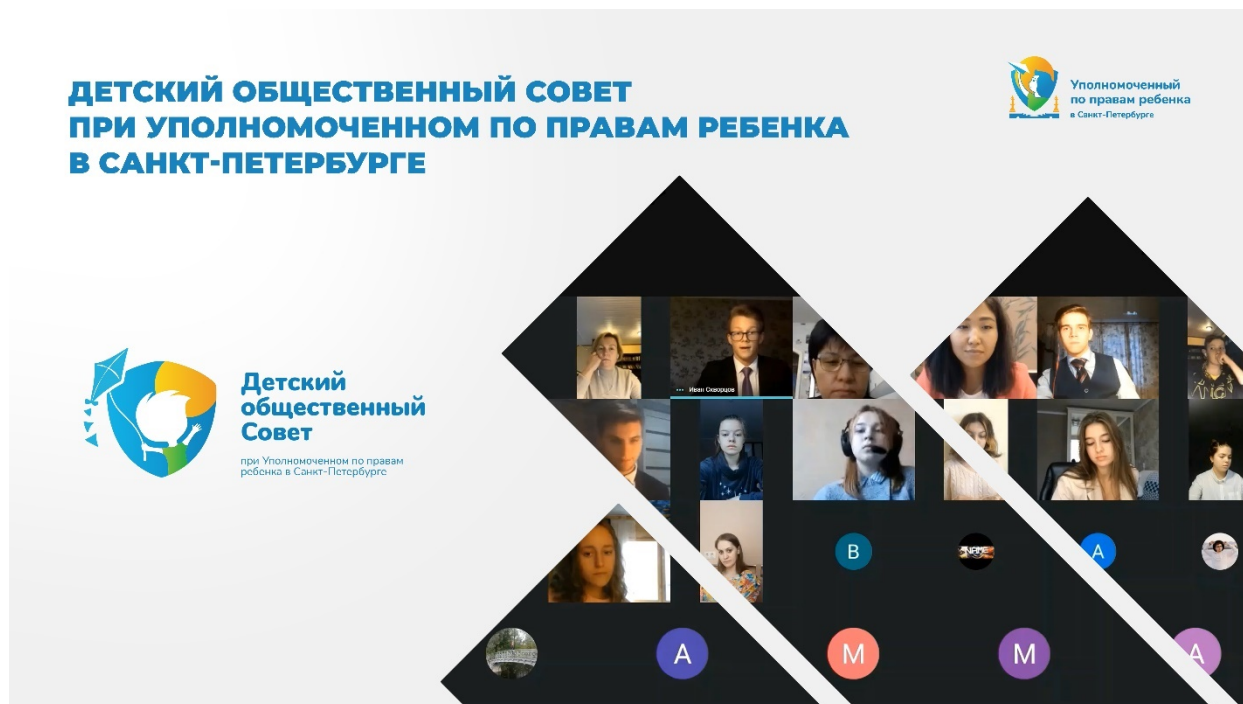 ДЕТСКИЙ ОБЩЕСТВЕННЫЙ СОВЕТ
ПРИ УПОЛНОМОЧЕННОМ ПО ПРАВАМ РЕБЕНКА
В САНКТ-ПЕТЕРБУРГЕ
Уполномоченный
по правам ребенка
в Санкт-Петербурге
Детский
общественный
Совет
при Уполномоченном по правам
ребенка в Санкт-Петербурге
Иван Скворцов
В
NAME
А
А
М
М
А